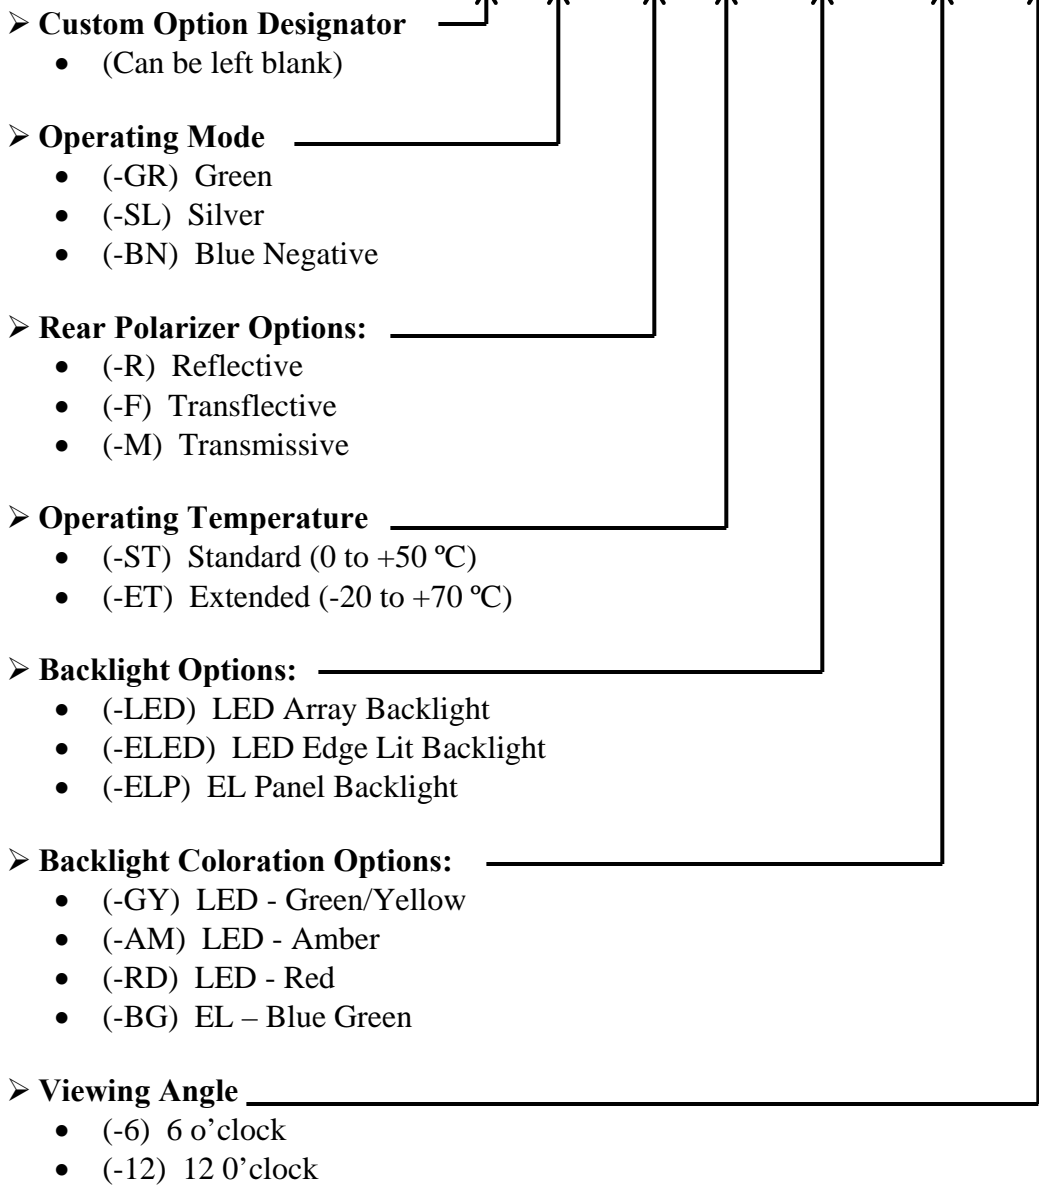 ➢ Custom Option Designator
• (Can be left blank)
➢ Operating Mode
• (-GR) Green
• (-SL) Silver
• (-BN) Blue Negative
➢ Rear Polarizer Options:
• (-R) Reflective
• (-F) Transflective
• (-M) Transmissive
➢ Operating Temperature
• (-ST) Standard (0 to +50 ºC)
• (-ET) Extended (-20 to +70 ºC)
➢ Backlight Options:
• (-LED) LED Array Backlight
• (-ELED) LED Edge Lit Backlight
• (-ELP) EL Panel Backlight
➢ Backlight Coloration Options:
• (-GY) LED - Green/Yellow
• (-AM) LED - Amber
• (-RD) LED - Red
• (-BG) EL – Blue Green
➢ Viewing Angle
• (-6) 6 o’clock
• (-12) 12 0’clock